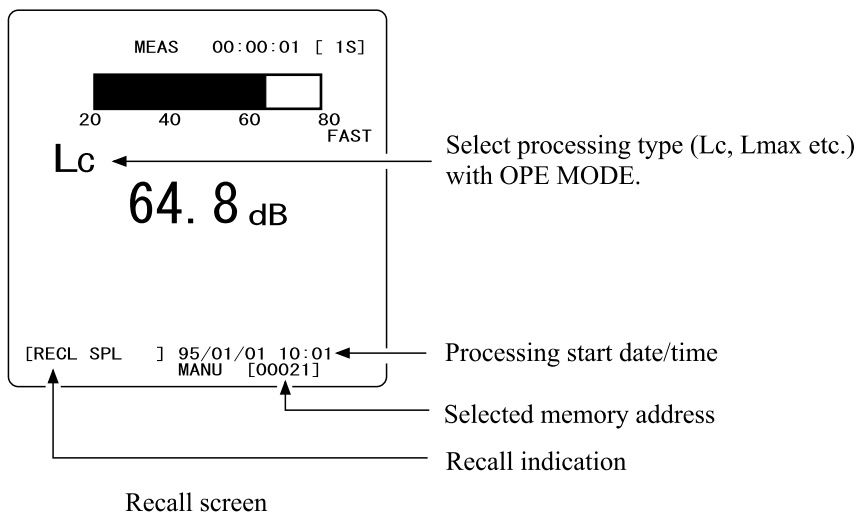 MEAS 00:00:01 [ 1S]
20 40 60 80
FAST
Lc
64.8 dB
[RECL SPL ] 95/01/01 10:01
MANU [00021]
Select processing type (Lc, Lmax etc.)
with OPE MODE.
Processing start date/time
Selected memory address
Recall indication
Recall screen